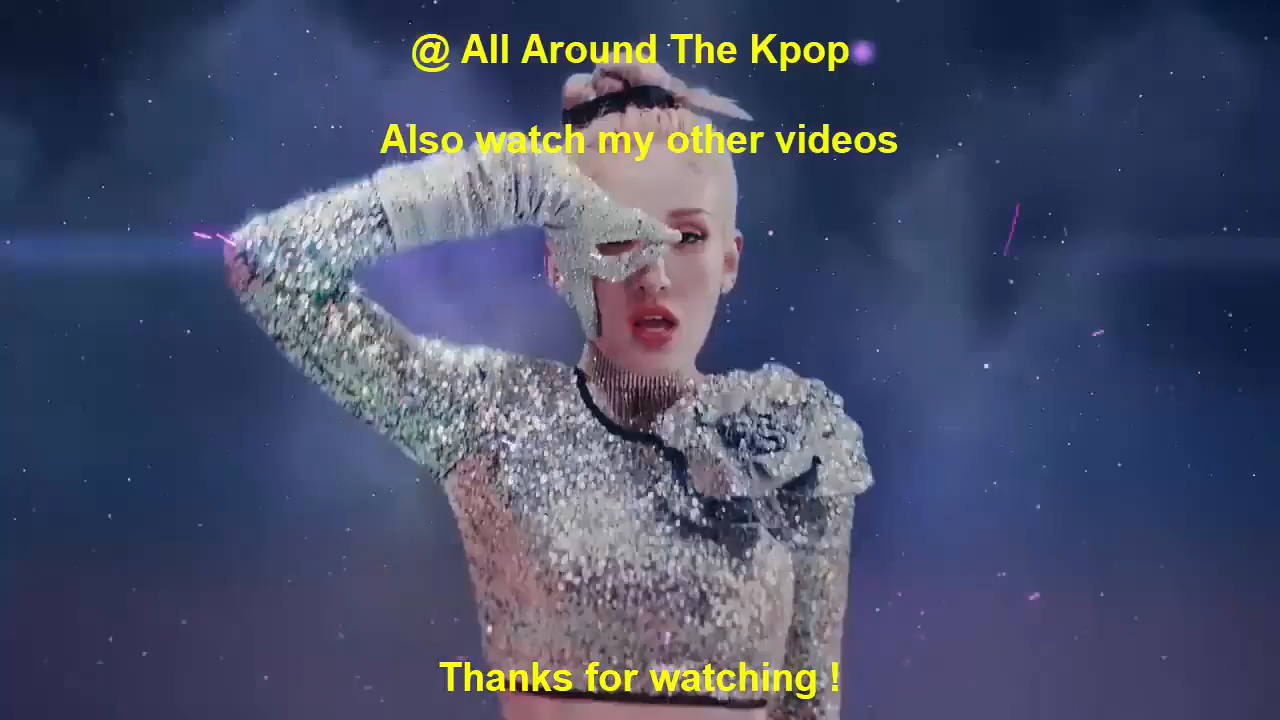 @ All Around The Kpop
Also watch my other videos
Thanks for watching !